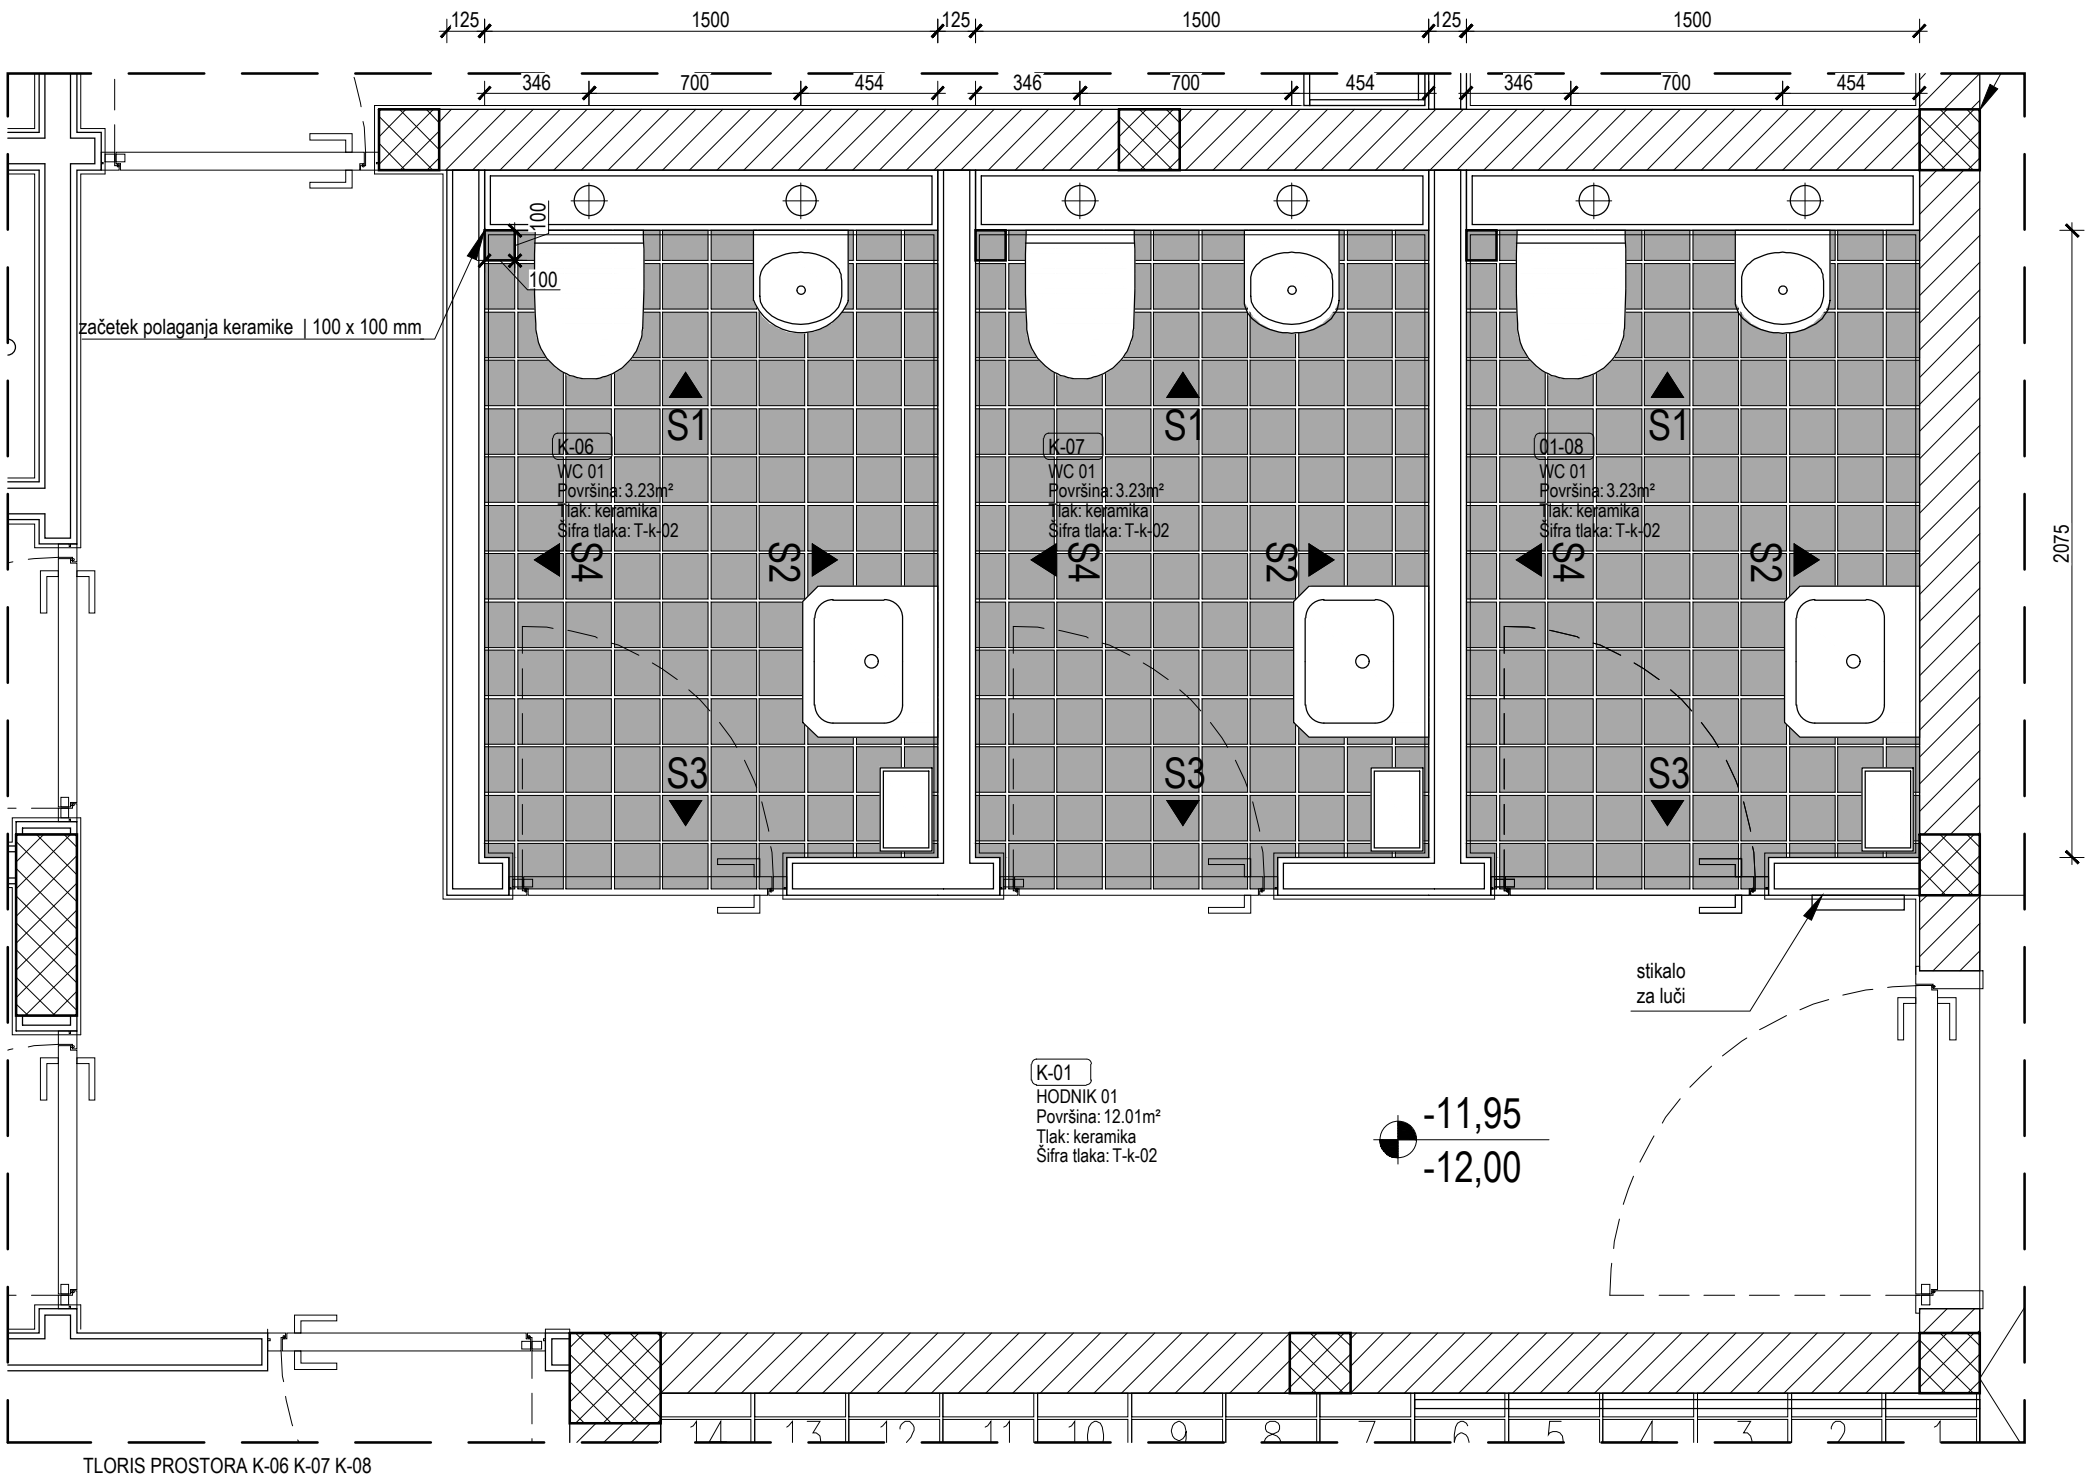 125 1500 125 1500 125 1500
346 700 454 346 700 454 346 700 454
100
100
začetek polaganja keramike | 100 x 100 mm
S1
K-06
WC 01
Površina: 3.23m²
Tlak: keramika
Šifra tlaka: T-k-02
S4
S2
S3
S1
K-07
WC 01
Površina: 3.23m²
Tlak: keramika
Šifra tlaka: T-k-02
S4
S2
S3
S1
01-08
WC 01
Površina: 3.23m²
Tlak: keramika
Šifra tlaka: T-k-02
S4
S2
S3
2075
stikalo
za luči
K-01
HODNIK 01
Površina: 12.01m²
Tlak: keramika
Šifra tlaka: T-k-02
-11,95
-12,00
14 13 12 11 10 9 8 7 6 5 4 3 2 1
TLORIS PROSTORA K-06 K-07 K-08